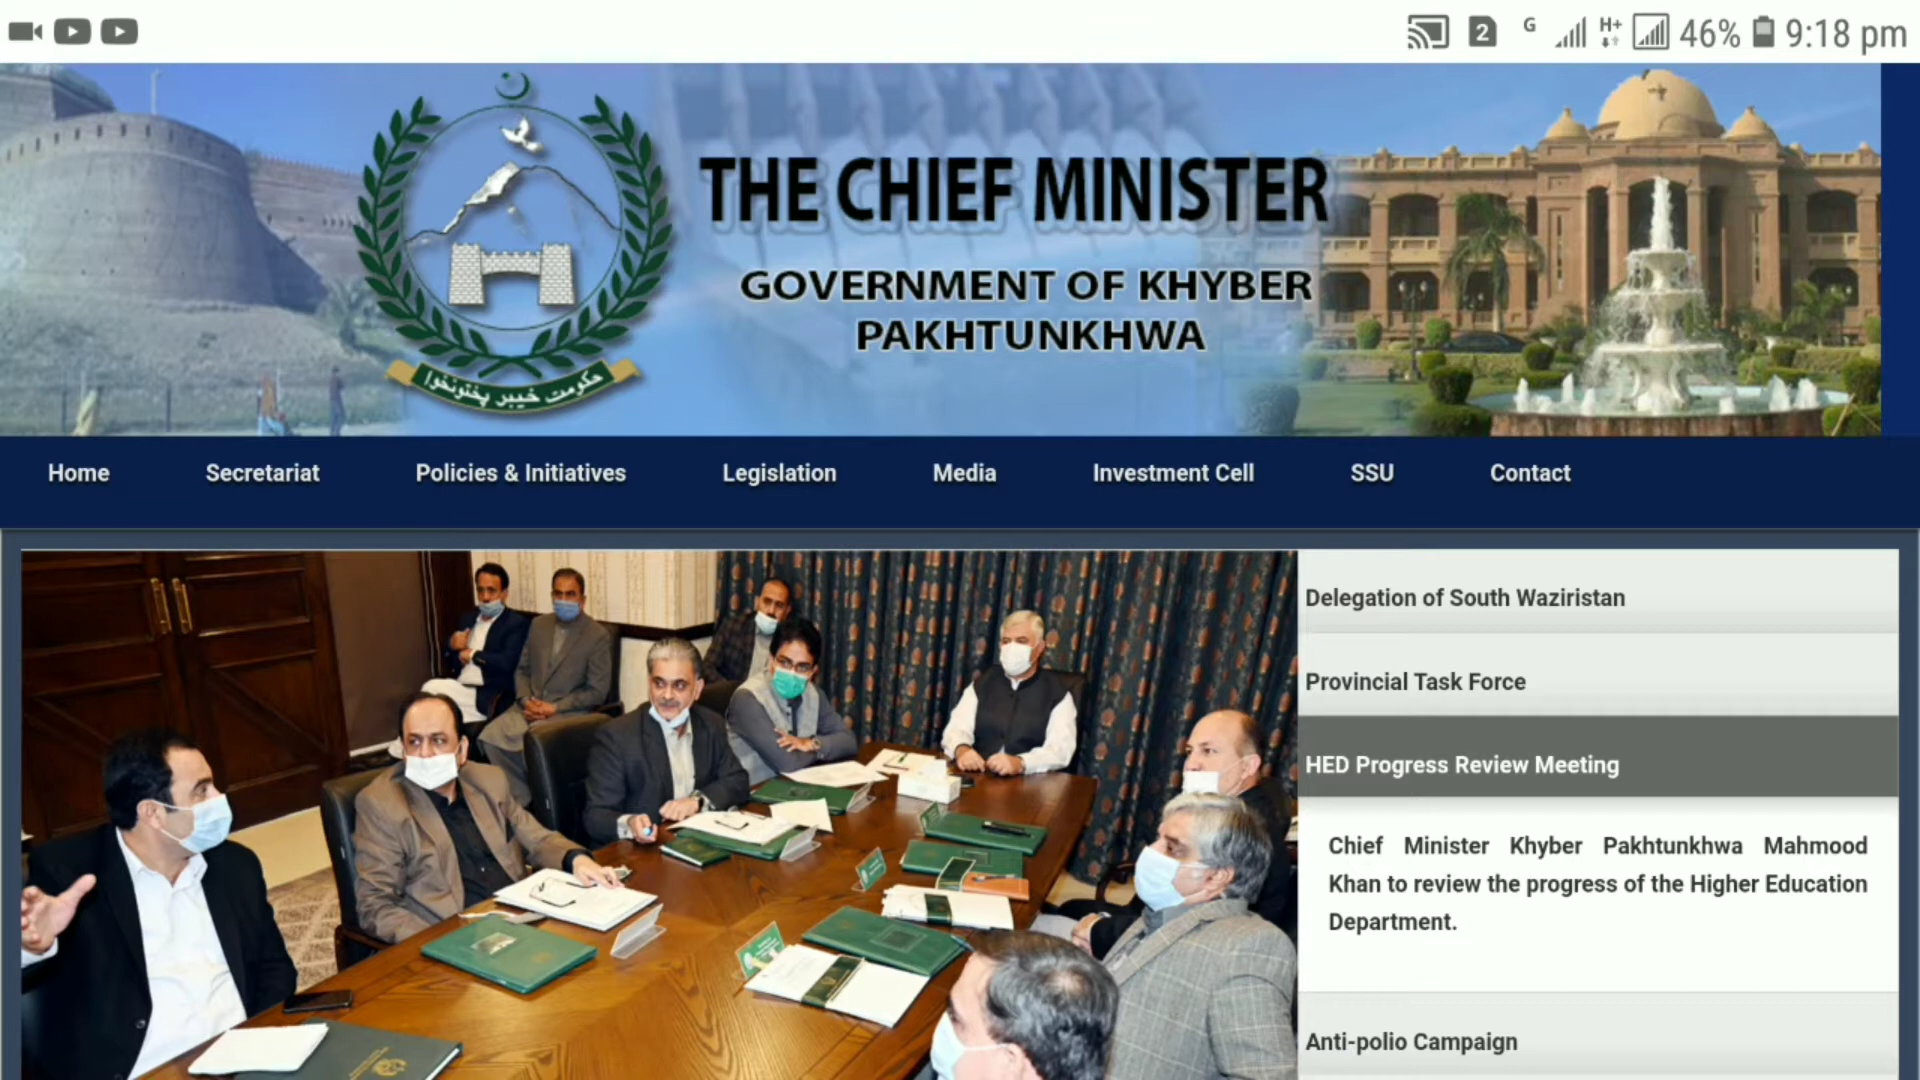 2 G H+ 46% 9:18 pm
THE CHIEF MINISTER
GOVERNMENT OF KHYBER
PAKHTUNKHWA
حکومت خیبر پختونخوا
Home Secretariat Policies & Initiatives Legislation Media Investment Cell SSU Contact
Delegation of South Waziristan
Provincial Task Force
HED Progress Review Meeting
Chief Minister Khyber Pakhtunkhwa Mahmood
Khan to review the progress of the Higher Education
Department.
Anti-polio Campaign